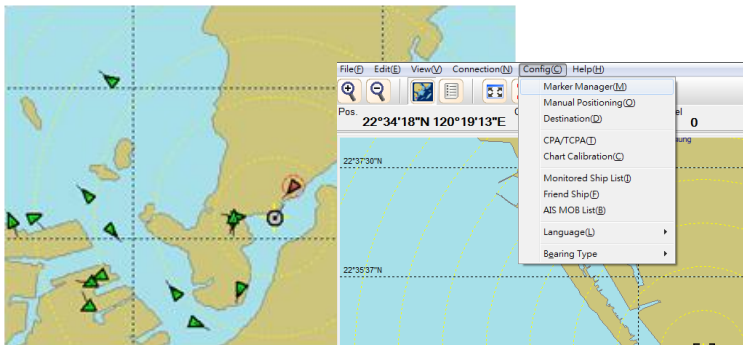 File(F) Edit(E) View(V) Connection(N) Config(C) Help(H)
Marker Manager(M)
Manual Positioning(O)
Destination(D)
CPA/TCPA(T)
Chart Calibration(C)
Monitored Ship List(I)
Friend Ship(F)
AIS MOB List(B)
Language(L)
Bearing Type
Pos.
22°34'18"N 120°19'13"E
0
22°37'30"N
22°35'37"N